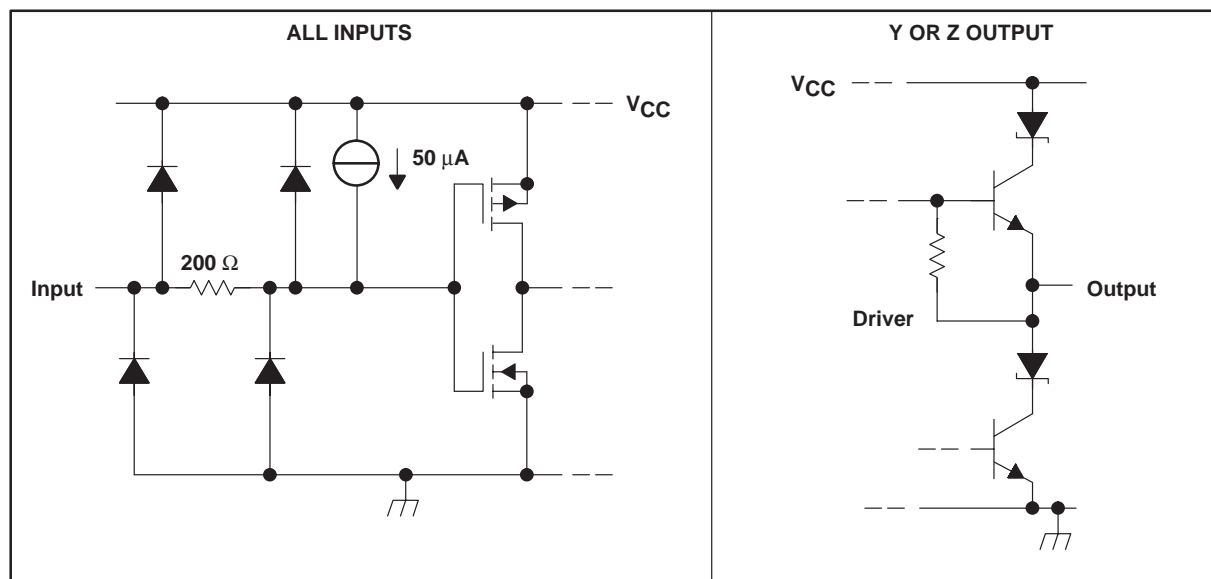 ALL INPUTS
Y OR Z OUTPUT
VCC
VCC
50 µA
200 Ω
Input
Output
Driver